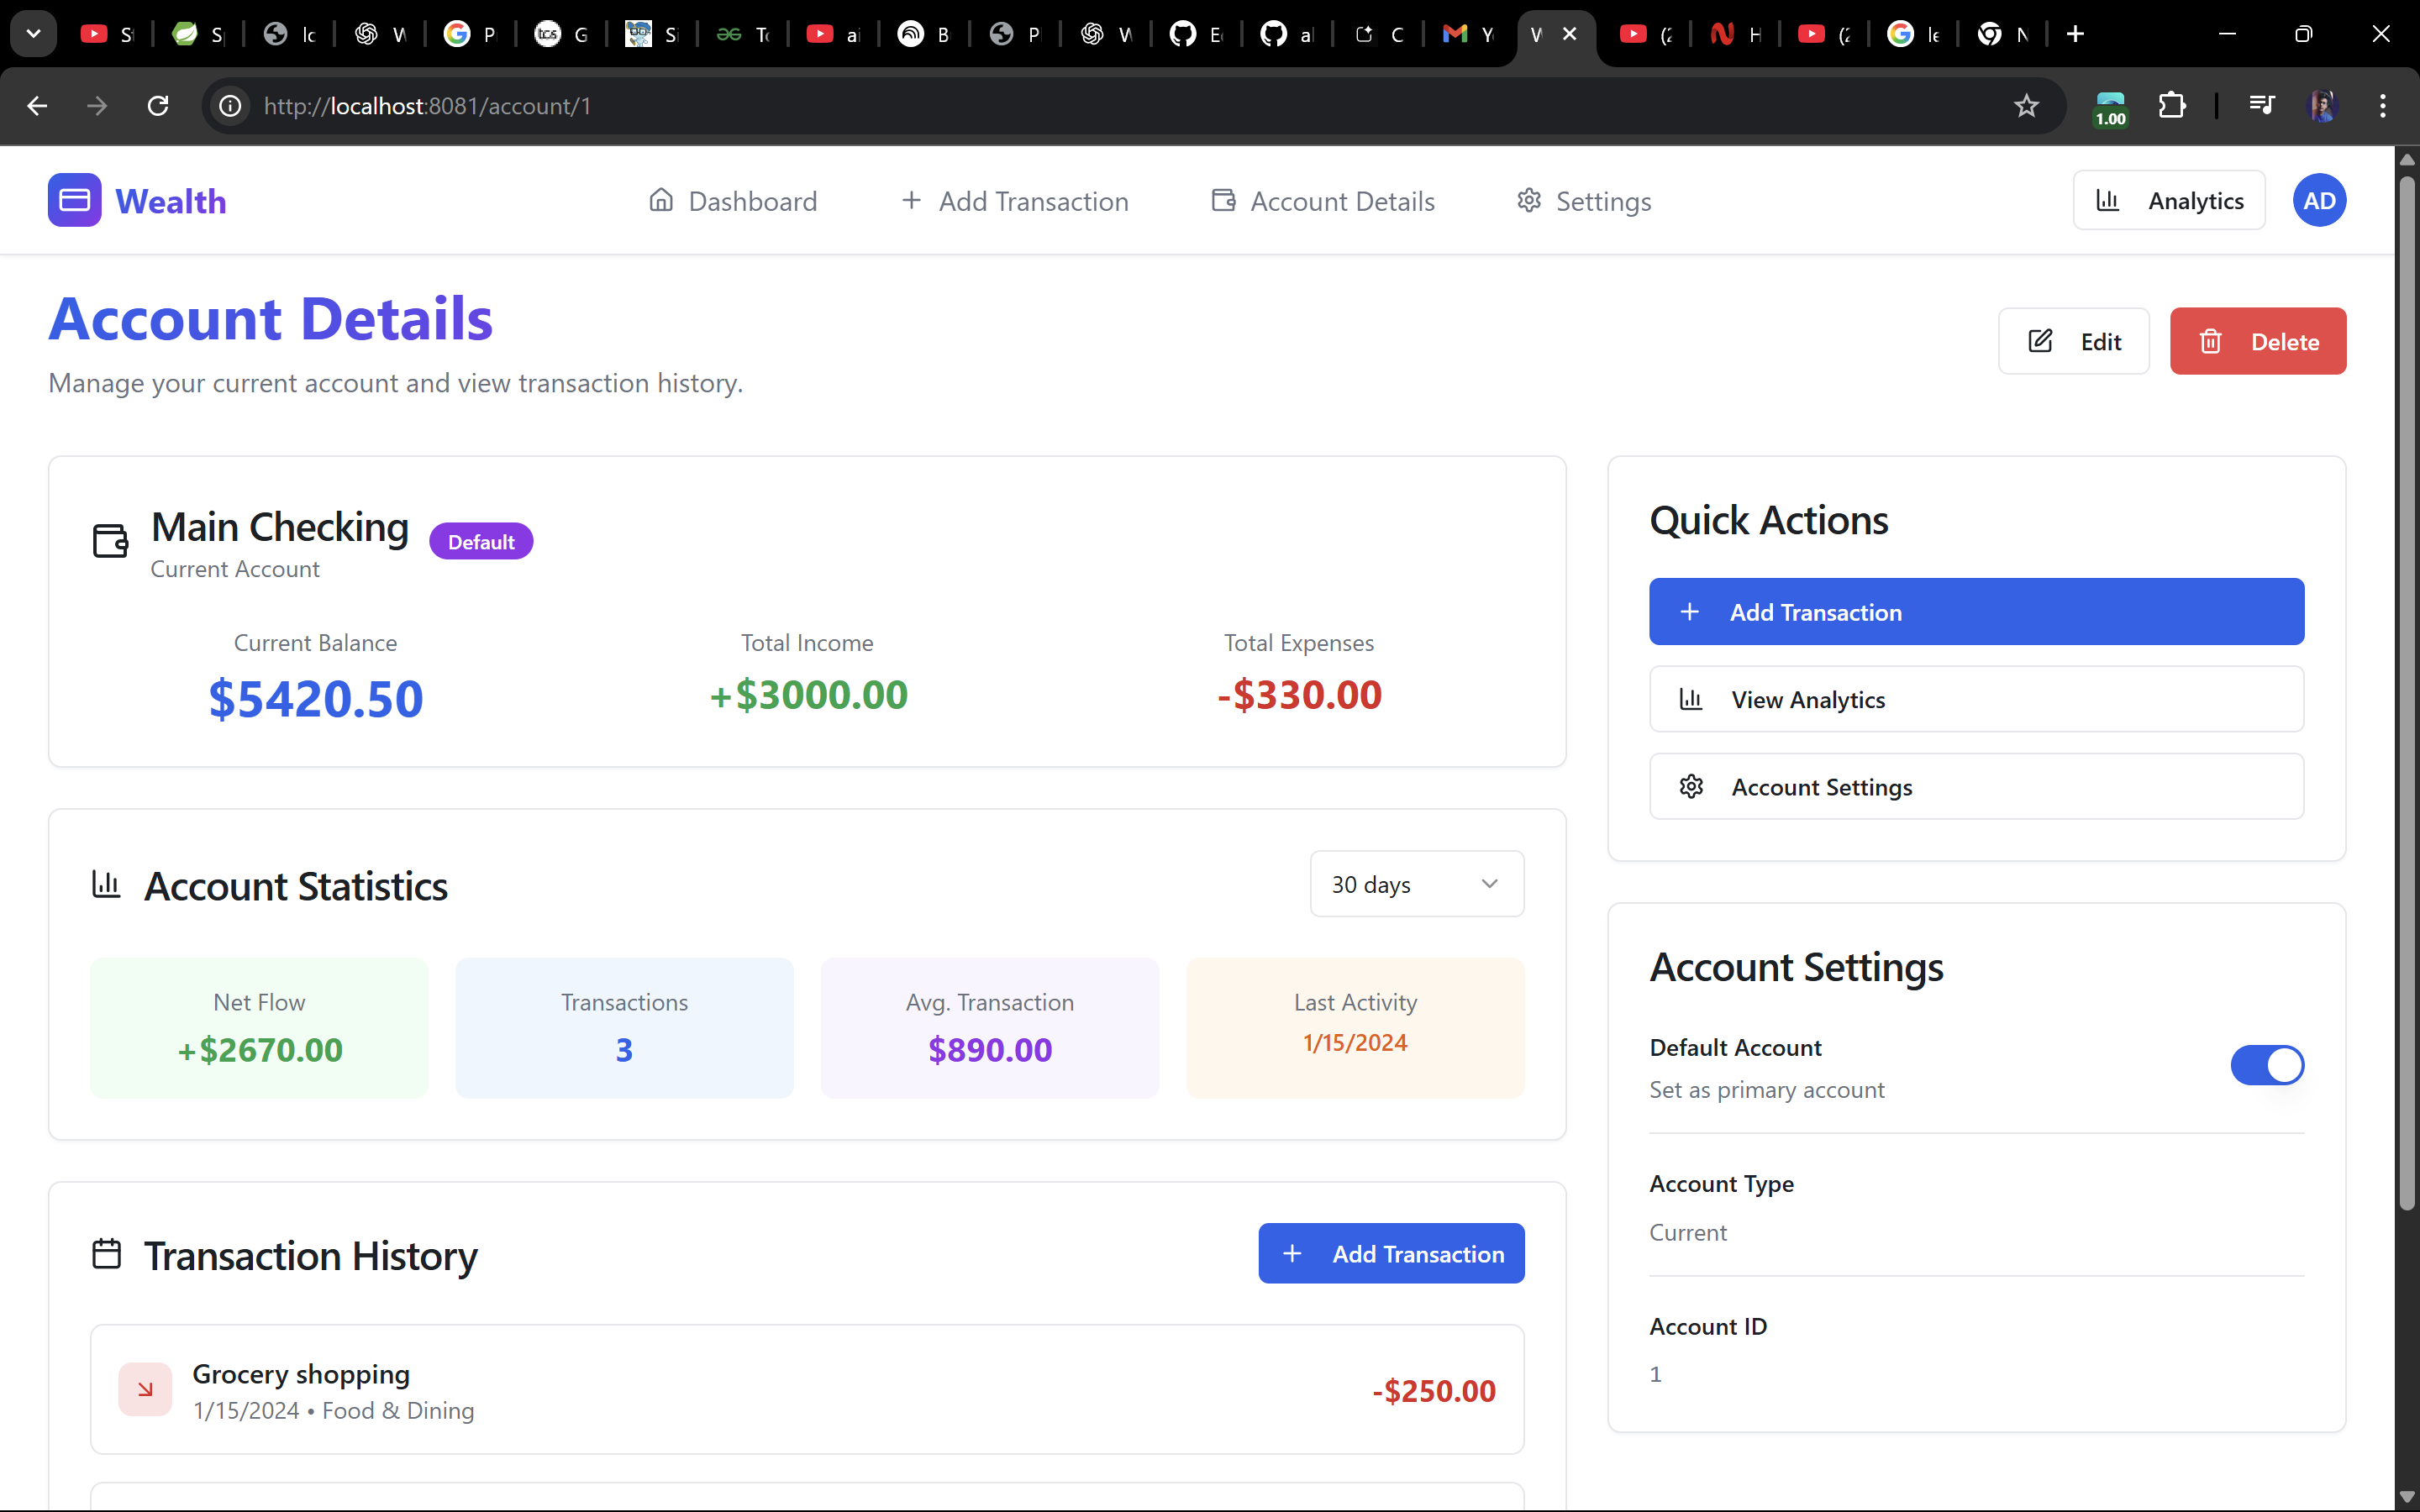 1.00
http://localhost:8081/account/1
Wealth
Dashboard
Add Transaction
Account Details
Settings
Analytics
AD
Account Details
Manage your current account and view transaction history.
Edit
Delete
Main Checking
Default
Current Account
Current Balance
Total Income
Total Expenses
$5420.50
+$3000.00
-$330.00
Account Statistics
30 days
Net Flow
Transactions
Avg. Transaction
Last Activity
+$2670.00
3
$890.00
1/15/2024
Transaction History
Add Transaction
Grocery shopping
1/15/2024 • Food & Dining
-$250.00
Quick Actions
Add Transaction
View Analytics
Account Settings
Account Settings
Default Account
Set as primary account
Account Type
Current
Account ID
1